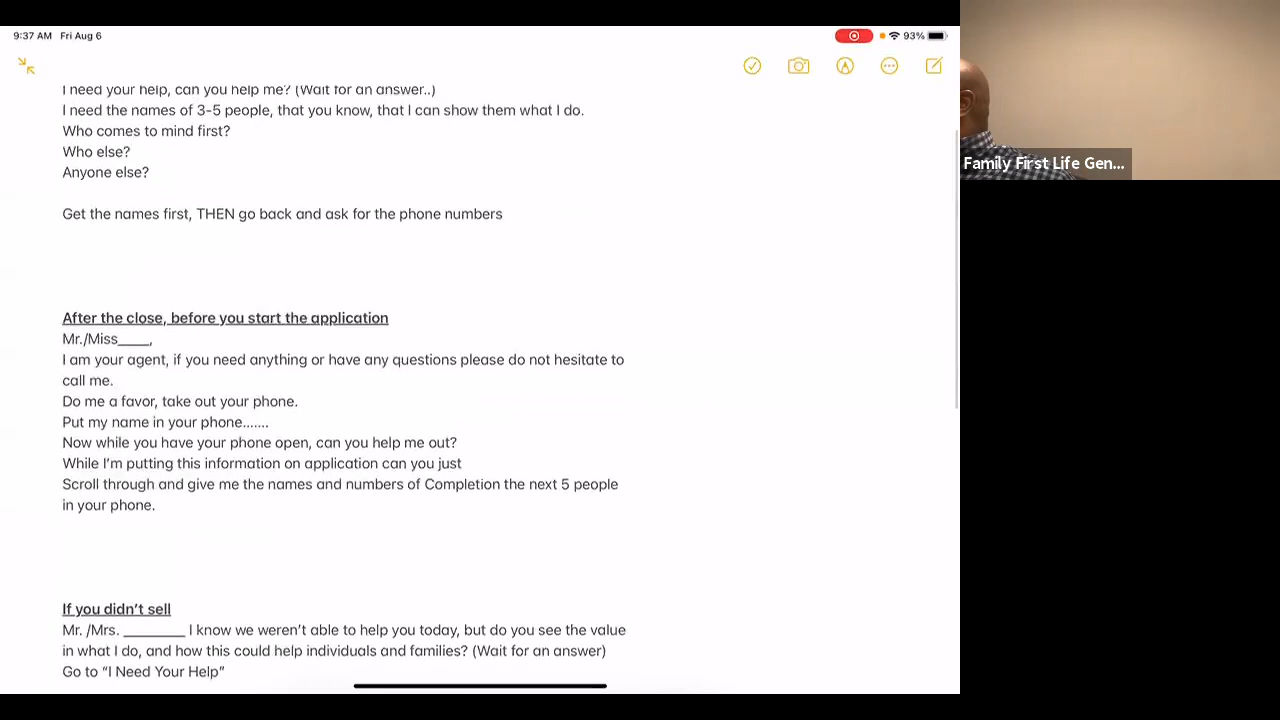 9:37 AM Fri Aug 6
93%
I need your help, can you help me? (Wait for an answer..)
I need the names of 3-5 people, that you know, that I can show them what I do.
Who comes to mind first?
Who else?
Anyone else?
Get the names first, THEN go back and ask for the phone numbers
After the close, before you start the application
Mr./Miss____,
I am your agent, if you need anything or have any questions please do not hesitate to
call me.
Do me a favor, take out your phone.
Put my name in your phone.......
Now while you have your phone open, can you help me out?
While I'm putting this information on application can you just
Scroll through and give me the names and numbers of Completion the next 5 people
in your phone.
If you didn't sell
Mr. /Mrs. ________ I know we weren't able to help you today, but do you see the value
in what I do, and how this could help individuals and families? (Wait for an answer)
Go to "I Need Your Help"
Family First Life Gen...